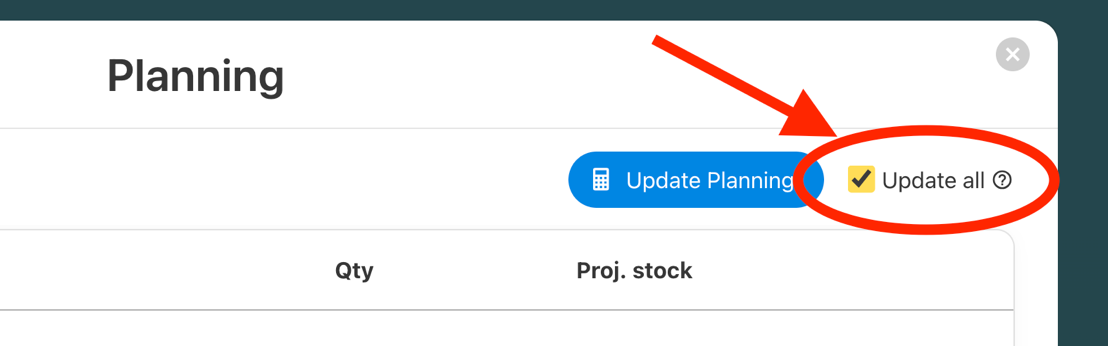 Planning
Update Planning
Update all
Qty
Proj. stock